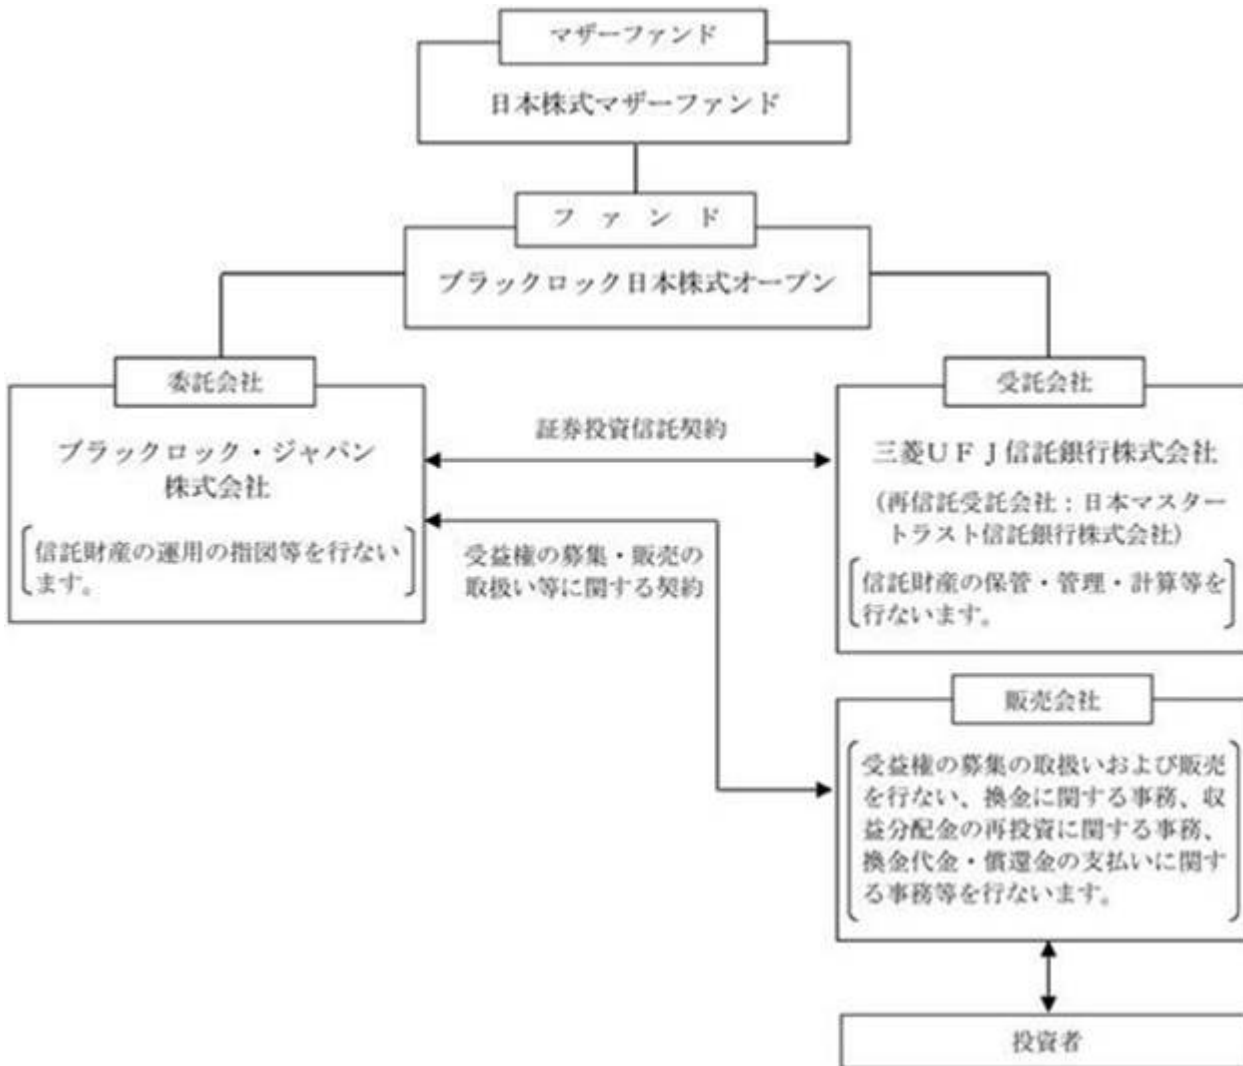 マザーファンド
日本株式マザーファンド
ファンド
ブラックロック日本株式オープン
委託会社
ブラックロック・ジャパン
株式会社
信託財産の運用の指図等を行ない
ます。
証券投資信託契約
受益権の募集・販売の
取扱い等に関する契約
受託会社
三菱UFJ信託銀行株式会社
(再信託受託会社:日本マスター
トラスト信託銀行株式会社)
信託財産の保管・管理・計算等を
行ないます。
販売会社
受益権の募集の取扱いおよび販売
を行ない、換金に関する事務、収
益分配金の再投資に関する事務、
換金代金・償還金の支払いに関す
る事務等を行ないます。
投資者